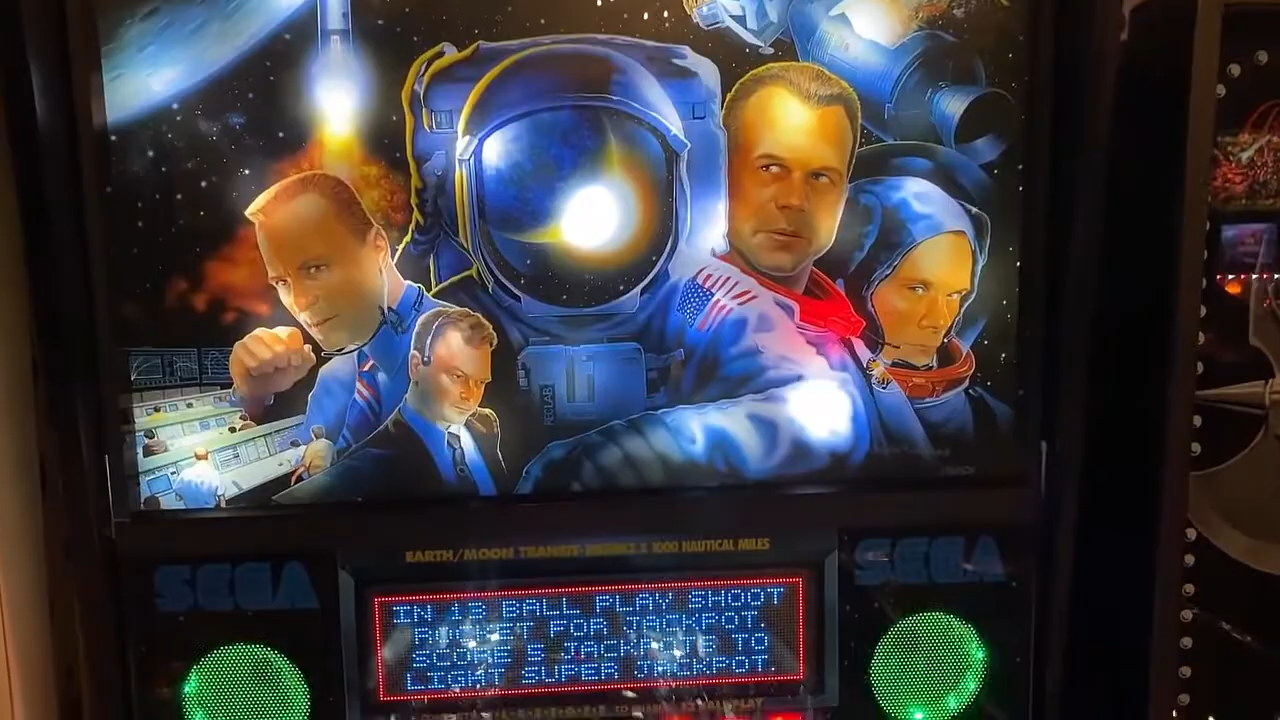 REDLAB
EARTH/MOON TRANSIT X 1000 NAUTICAL MILES
SEGA
SEGA
IN 13 BALL PLAY SHOOT
ROCKET FOR JACKPOT.
SCORE 5 JACKPOTS TO
LIGHT SUPER JACKPOT.